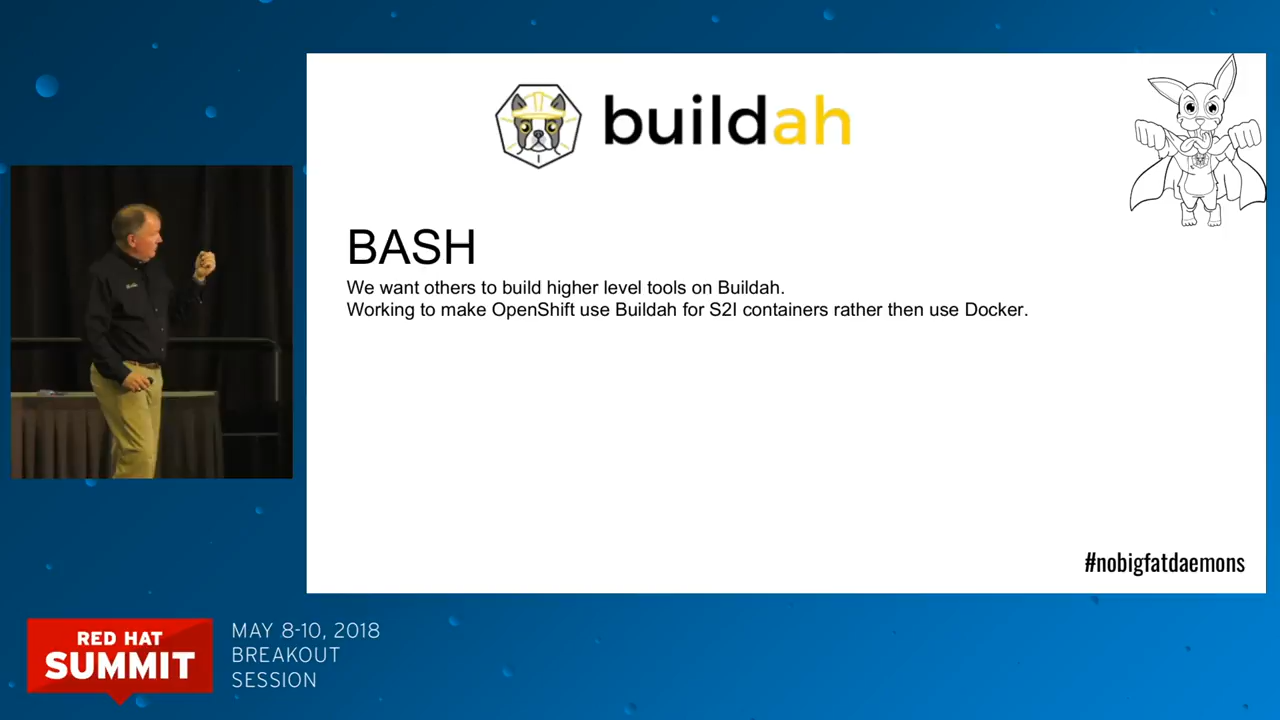 buildah
BASH
We want others to build higher level tools on Buildah.
Working to make OpenShift use Buildah for S2I containers rather then use Docker.
#nobigfatdaemons
RED HAT
SUMMIT
MAY 8-10, 2018
BREAKOUT
SESSION